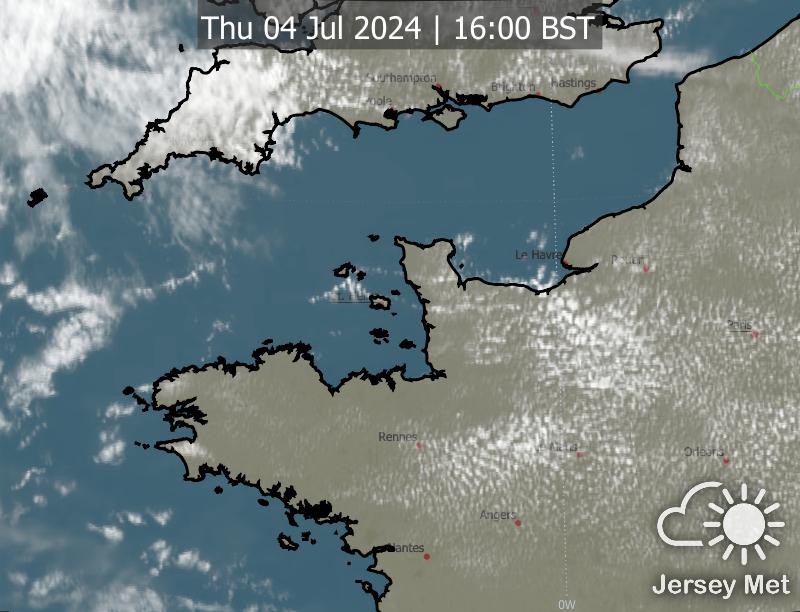 Thu 04 Jul 2024 | 16:00 BST
Southampton
Brighton
Hastings
Poole
Le Havre
Rouen
Paris
Rennes
Le Mans
Orleans
Angers
Nantes
Jersey Met
0W